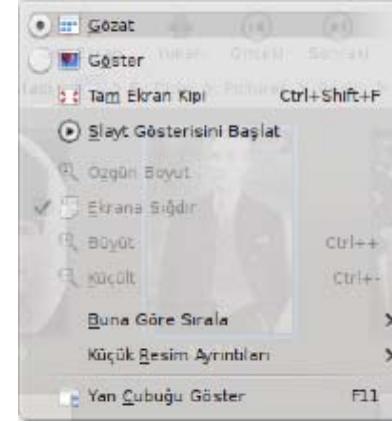 Gözat
Göster
Tam Ekran Kipi Ctrl+Shift+F
Slayt Gösterisini Başlat
Özgün Boyut
Ekrana Sığdır
Büyüt Ctrl++
Küçült Ctrl+-
Buna Göre Sırala
Küçük Resim Ayrıntıları
Yan Çubuğu Göster F11